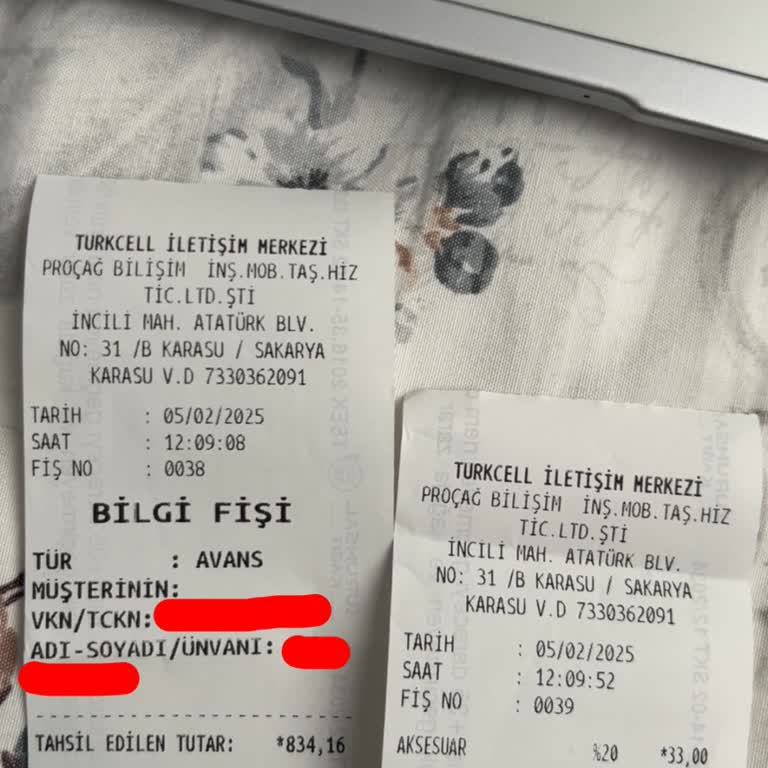 TURKCELL İLETİŞİM MERKEZİ
PROÇAĞ BİLİŞİM İNŞ.MOB.TAŞ.HİZ
TİC.LTD.ŞTİ
İNCİLİ MAH. ATATÜRK BLV.
NO: 31 /B KARASU / SAKARYA
KARASU V.D 7330362091
TARİH : 05/02/2025
SAAT : 12:09:08
FİŞ NO : 0038
BİLGİ FİŞİ
TÜR : AVANS
MÜŞTERİNİN:
VKN/TCKN:
ADI-SOYADI/ÜNVANI:
TAHSİL EDİLEN TUTAR: *834,16
TURKCELL İLETİŞİM MERKEZİ
PROÇAĞ BİLİŞİM İNŞ.MOB.TAŞ.HİZ
TİC.LTD.ŞTİ
İNCİLİ MAH. ATATÜRK BLV.
NO: 31 /B KARASU / SAKARYA
KARASU V.D 7330362091
TARİH : 05/02/2025
SAAT : 12:09:52
FİŞ NO : 0039
AKSESUAR %20 *33,00